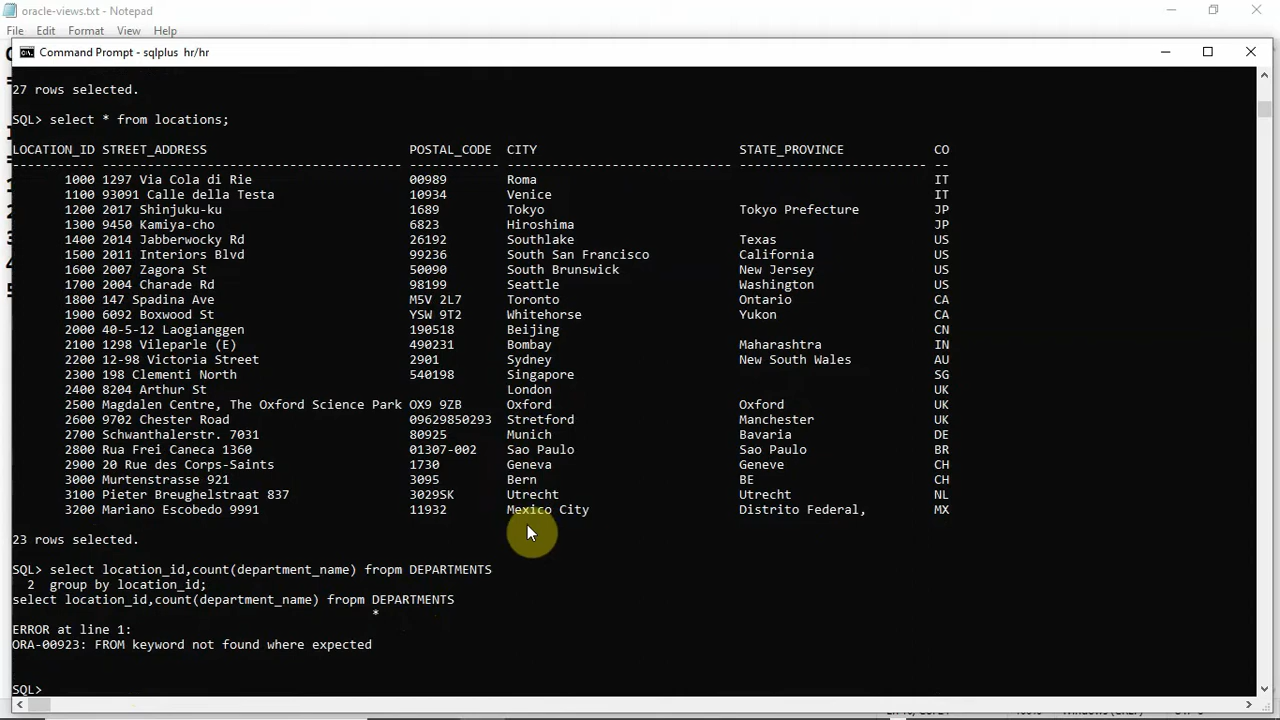 oracle-views.txt - Notepad
File Edit Format View Help
Command Prompt - sqlplus hr/hr
27 rows selected.
SQL> select * from locations;
LOCATION_ID STREET_ADDRESS POSTAL_CODE CITY STATE_PROVINCE CO
----------- ---------------------------------------- ------------ ------------------------------ ------------------------- --
1000 1297 Via Cola di Rie 00989 Roma IT
1100 93091 Calle della Testa 10934 Venice IT
1200 2017 Shinjuku-ku 1689 Tokyo Tokyo Prefecture JP
1300 9450 Kamiya-cho 6823 Hiroshima JP
1400 2014 Jabberwocky Rd 26192 Southlake Texas US
1500 2011 Interiors Blvd 99236 South San Francisco California US
1600 2007 Zagora St 50090 South Brunswick New Jersey US
1700 2004 Charade Rd 98199 Seattle Washington US
1800 147 Spadina Ave M5V 2L7 Toronto Ontario CA
1900 6092 Boxwood St YSW 9T2 Whitehorse Yukon CA
2000 40-5-12 Laogianggen 190518 Beijing CN
2100 1298 Vileparle (E) 490231 Bombay Maharashtra IN
2200 12-98 Victoria Street 2901 Sydney New South Wales AU
2300 198 Clementi North 540198 Singapore SG
2400 8204 Arthur St London UK
2500 Magdalen Centre, The Oxford Science Park OX9 9ZB Oxford Oxford UK
2600 9702 Chester Road 09629850293 Stretford Manchester UK
2700 Schwanthalerstr. 7031 80925 Munich Bavaria DE
2800 Rua Frei Caneca 1360 01307-002 Sao Paulo Sao Paulo BR
2900 20 Rue des Corps-Saints 1730 Geneva Geneve CH
3000 Murtenstrasse 921 3095 Bern BE CH
3100 Pieter Breughelstraat 837 3029SK Utrecht Utrecht NL
3200 Mariano Escobedo 9991 11932 Mexico City Distrito Federal, MX
23 rows selected.
SQL> select location_id,count(department_name) fropm DEPARTMENTS
2 group by location_id;
select location_id,count(department_name) fropm DEPARTMENTS
*
ERROR at line 1:
ORA-00923: FROM keyword not found where expected
SQL>